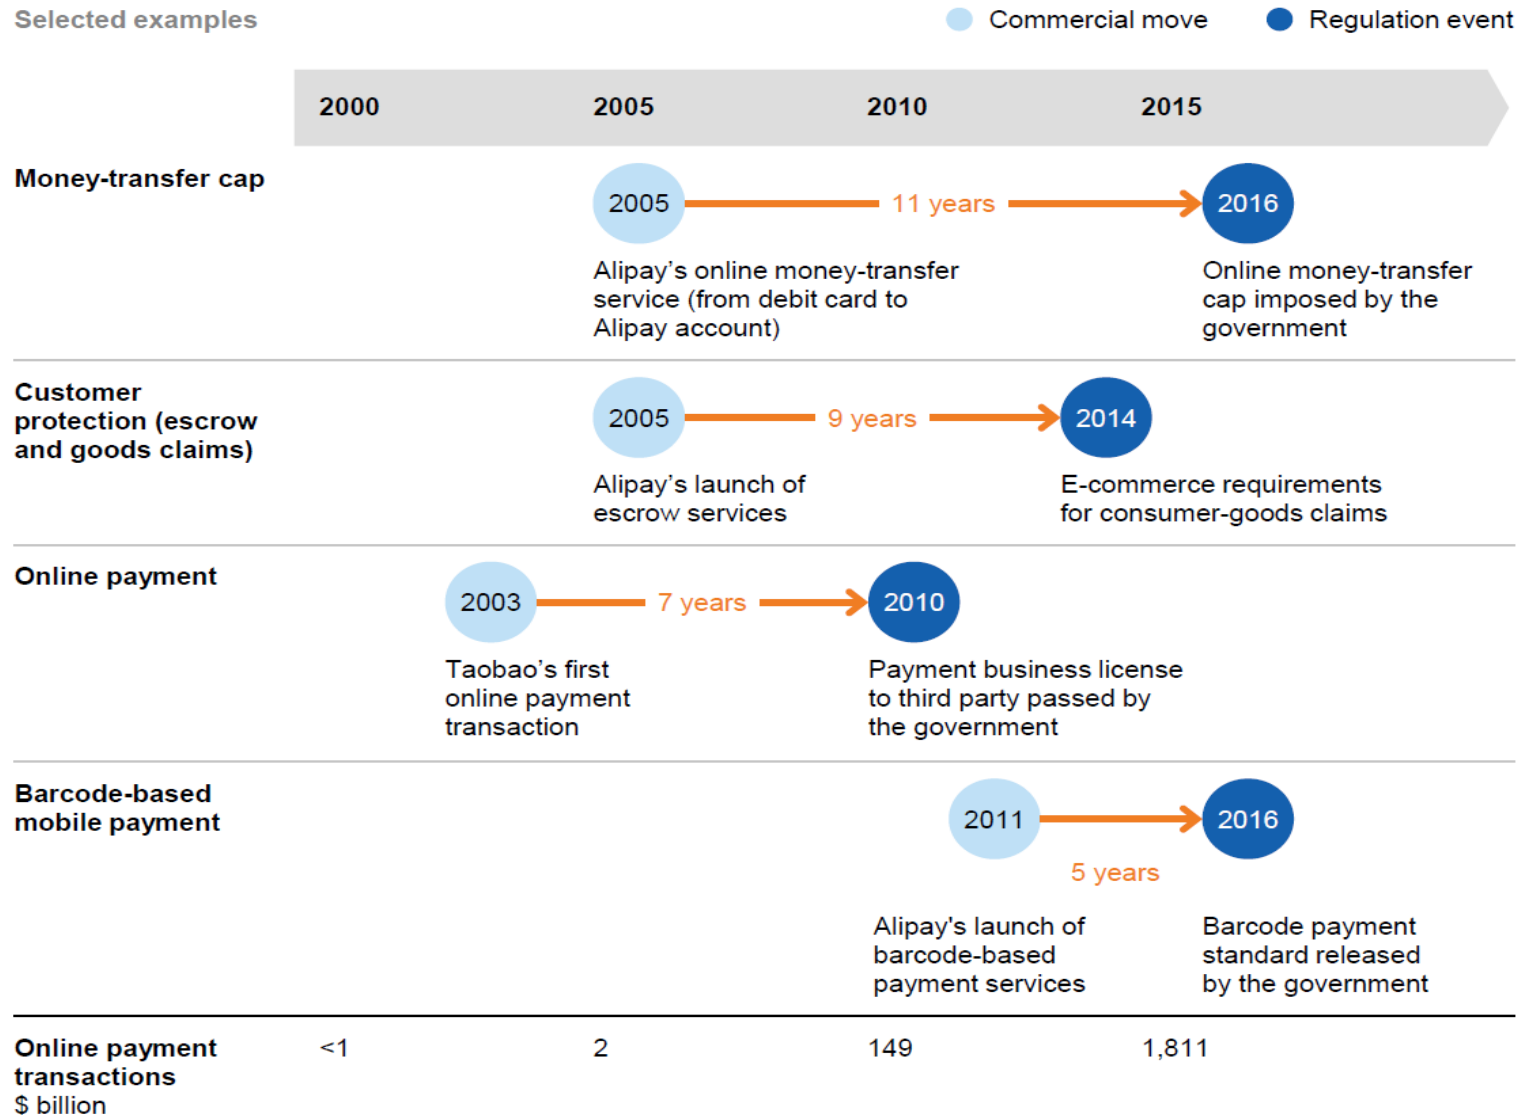 Selected examples
Commercial move
Regulation event
2000
2005
2010
2015
Money-transfer cap
2005
11 years
2016
Alipay’s online money-transfer
service (from debit card to
Alipay account)
Online money-transfer
cap imposed by the
government
Customer
protection (escrow
and goods claims)
2005
9 years
2014
Alipay’s launch of
escrow services
E-commerce requirements
for consumer-goods claims
Online payment
2003
7 years
2010
Taobao’s first
online payment
transaction
Payment business license
to third party passed by
the government
Barcode-based
mobile payment
2011
5 years
2016
Alipay's launch of
barcode-based
payment services
Barcode payment
standard released
by the government
Online payment
transactions
$ billion
<1
2
149
1,811